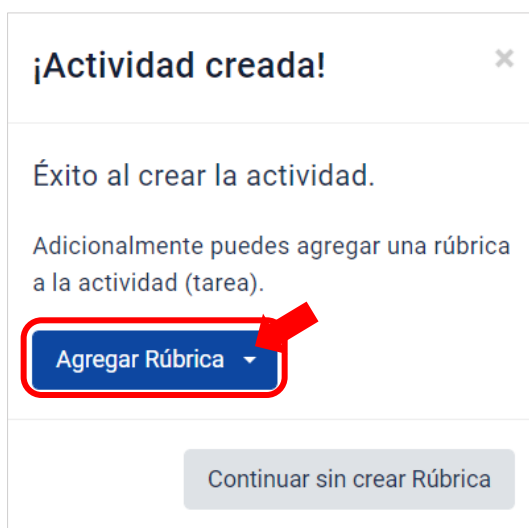 ¡Actividad creada!
Éxito al crear la actividad.
Adicionalmente puedes agregar una rúbrica
a la actividad (tarea).
Agregar Rúbrica
Continuar sin crear Rúbrica